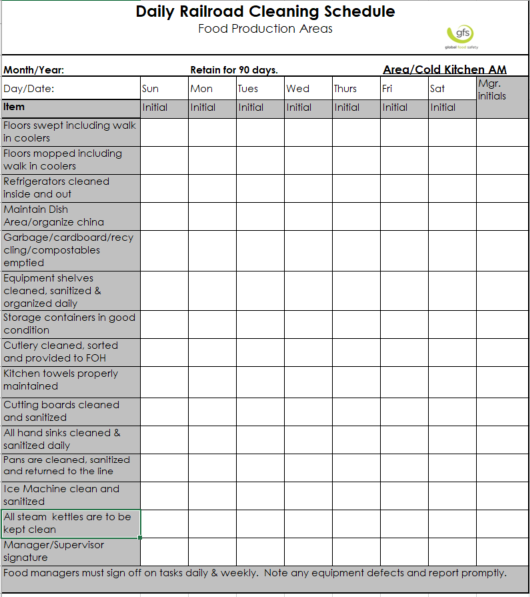 Daily Railroad Cleaning Schedule
Food Production Areas
gfs
Month/Year:
Retain for 90 days.
Area/Cold Kitchen AM
Day/Date: Sun Mon Tues Wed Thurs Fri Sat Mgr.
initials
Item Initial Initial Initial Initial Initial Initial Initial
Floors swept including walk
in coolers
Floors mopped including
walk in coolers
Refrigerators cleaned
inside and out
Maintain Dish
Area/organize china
Garbage/cardboard/recy
cling/compostables
emptied
Equipment shelves
cleaned, sanitized &
organized daily
Storage containers in good
condition
Cutlery cleaned, sorted
and provided to FOH
Kitchen towels properly
maintained
Cutting boards cleaned
and sanitized
All hand sinks cleaned &
sanitized daily
Pans are cleaned, sanitized
and returned to the line
Ice Machine clean and
sanitized
All steam  kettles are to be
kept clean
Manager/Supervisor
signature
Food managers must sign off on tasks daily & weekly.  Note any equipment defects and report promptly.